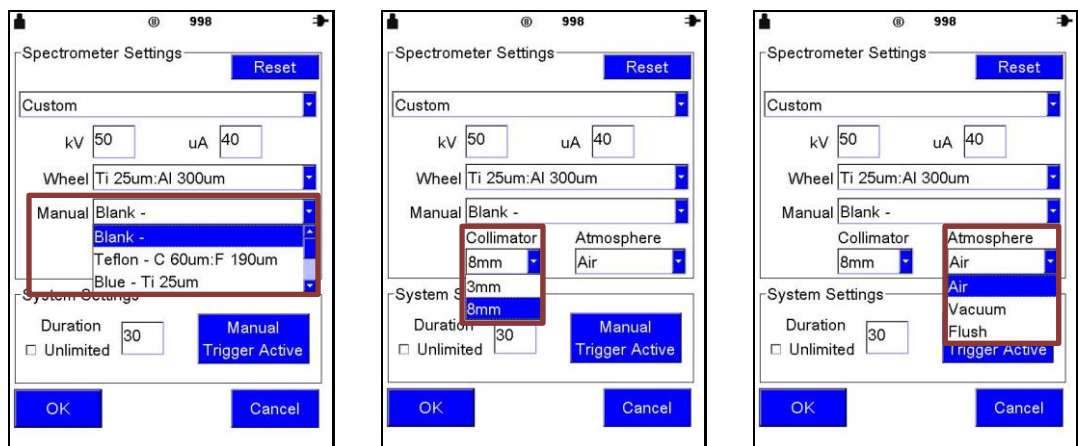 998
Spectrometer Settings
Reset
Custom
kV 50 uA 40
Wheel Ti 25um:Al 300um
Manual Blank -
Blank -
Teflon - C 60um:F 190um
Blue - Ti 25um
System Settings
Duration
30
Unlimited
Manual
Trigger Active
OK Cancel
998
Spectrometer Settings
Reset
Custom
kV 50 uA 40
Wheel Ti 25um:Al 300um
Manual Blank -
Collimator Atmosphere
8mm Air
3mm
8mm
System S
Duration
30
Unlimited
Manual
Trigger Active
OK Cancel
998
Spectrometer Settings
Reset
Custom
kV 50 uA 40
Wheel Ti 25um:Al 300um
Manual Blank -
Collimator Atmosphere
8mm Air
Air
Vacuum
Flush
System Settings
Duration
30
Unlimited
Trigger Active
OK Cancel